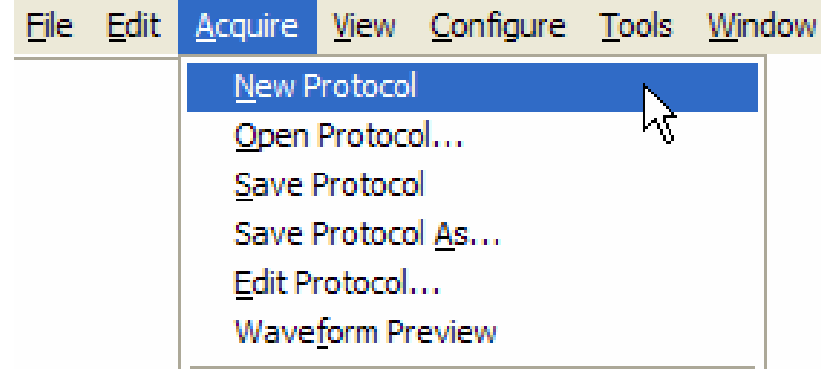 File Edit Acquire View Configure Tools Window
New Protocol
Open Protocol...
Save Protocol
Save Protocol As...
Edit Protocol...
Waveform Preview